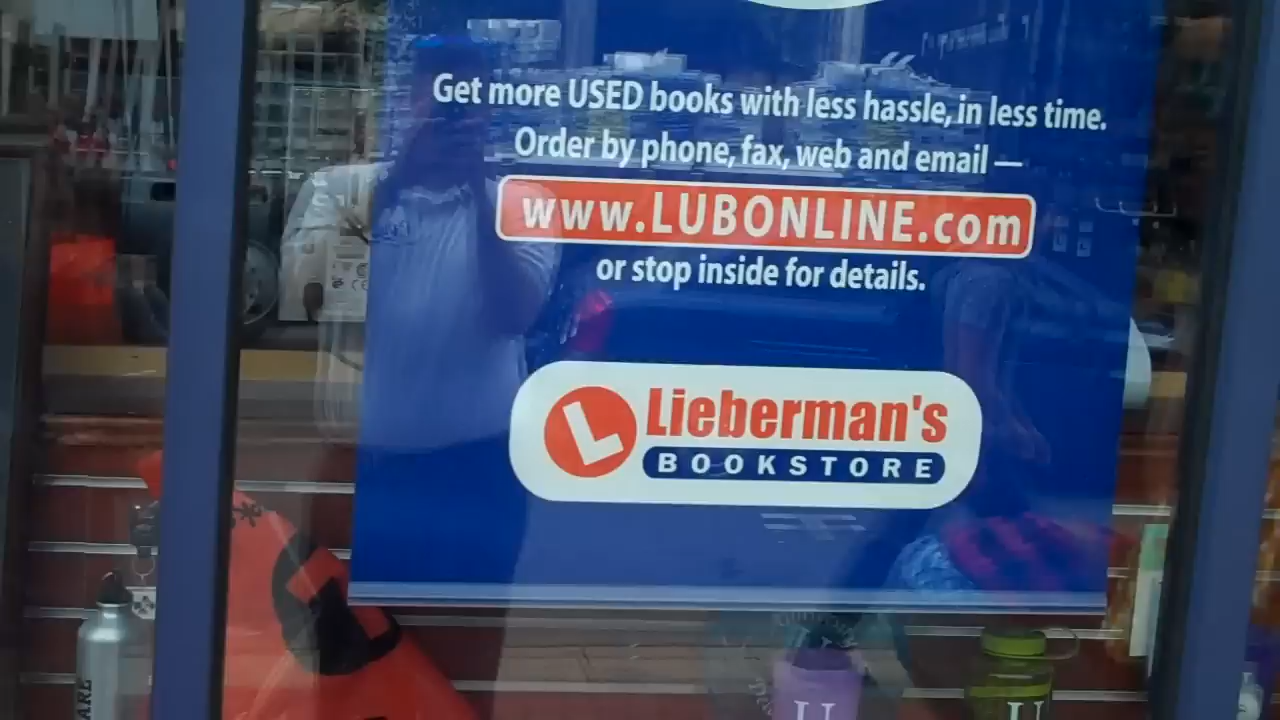 Get more USED books with less hassle, in less time.
Order by phone, fax, web and email —
www.LUBONLINE.com
or stop inside for details.
L Lieberman's
BOOKSTORE
ARE
U
U